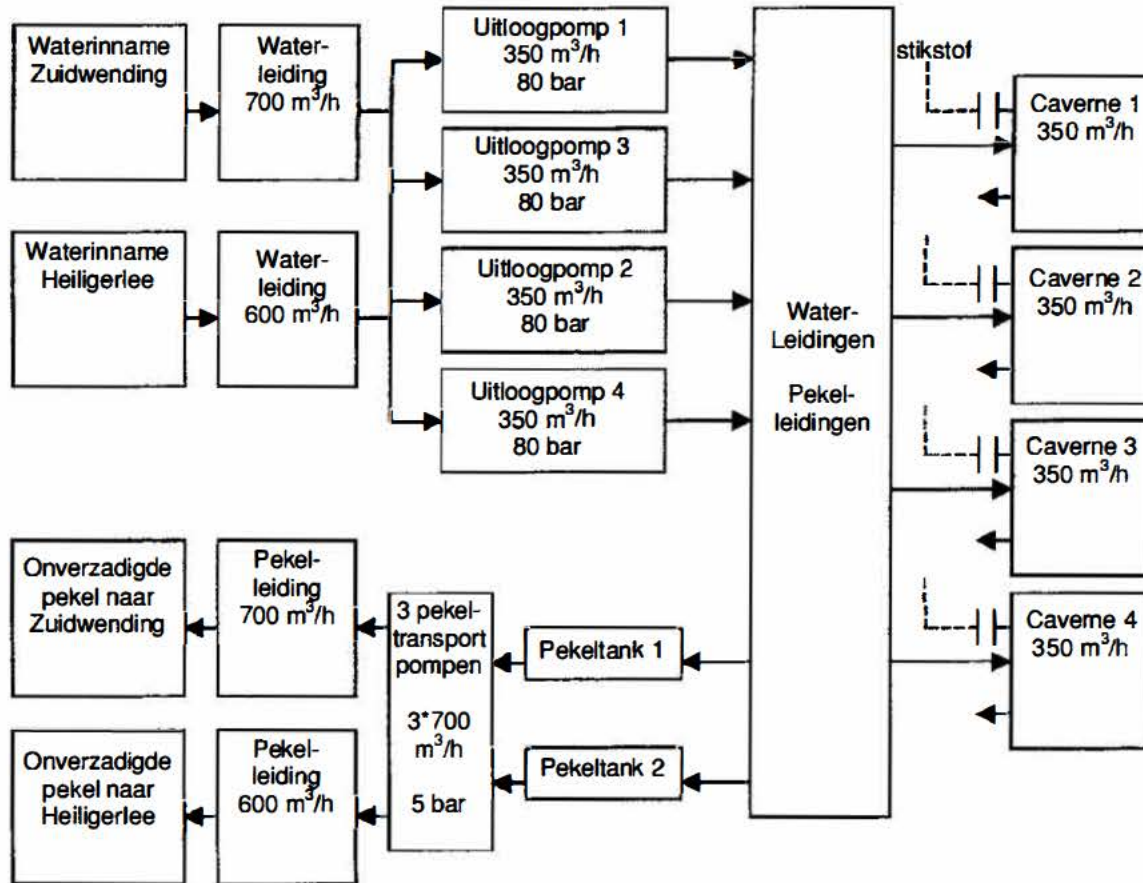 Waterinname
Zuidwending
Water-
leiding
700 m³/h
Uitloogpomp 1
350 m³/h
80 bar
Uitloogpomp 3
350 m³/h
80 bar
Waterinname
Heiligerlee
Water-
leiding
600 m³/h
Uitloogpomp 2
350 m³/h
80 bar
Uitloogpomp 4
350 m³/h
80 bar
Water-
Leidingen
Pekel-
leidingen
stikstof
Caverne 1
350 m³/h
Caverne 2
350 m³/h
Caverne 3
350 m³/h
Caverne 4
350 m³/h
Onverzadigde
pekel naar
Zuidwending
Pekel-
leiding
700 m³/h
3 pekel-
transport
pompen
3*700
m³/h
5 bar
Pekeltank 1
Pekeltank 2
Onverzadigde
pekel naar
Heiligerlee
Pekel-
leiding
600 m³/h